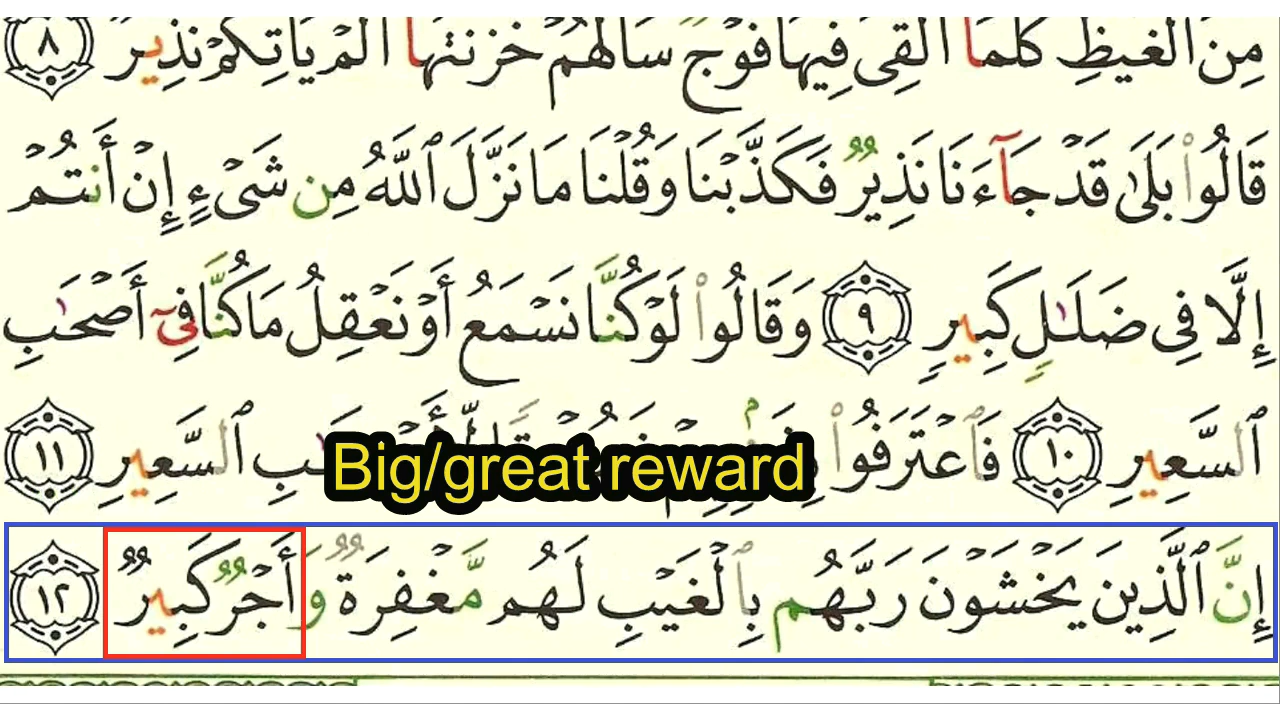 مِنَ ٱلْغَيْظِ كُلَّمَآ أُلْقِىَ فِيهَا فَوْجٌ سَأَلَهُمْ خَزَنَتُهَآ أَلَمْ يَأْتِكُمْ نَذِيرٌ ٨
قَالُوا۟ بَلَىٰ قَدْ جَآءَنَا نَذِيرٌ فَكَذَّبْنَا وَقُلْنَا مَا نَزَّلَ ٱللَّهُ مِن شَىْءٍ إِنْ أَنتُمْ
إِلَّا فِى ضَلَـٰلٍ كَبِيرٍ ٩ وَقَالُوا۟ لَوْ كُنَّا نَسْمَعُ أَوْ نَعْقِلُ مَا كُنَّا فِىٓ أَصْحَـٰبِ
ٱلسَّعِيرِ ١٠ فَٱعْتَرَفُوا۟ ٱلسَّعِيرِ ١١
Big/great reward
إِنَّ ٱلَّذِينَ يَخْشَوْنَ رَبَّهُم بِٱلْغَيْبِ لَهُم مَّغْفِرَةٌ وَأَجْرٌ كَبِيرٌ ١٢